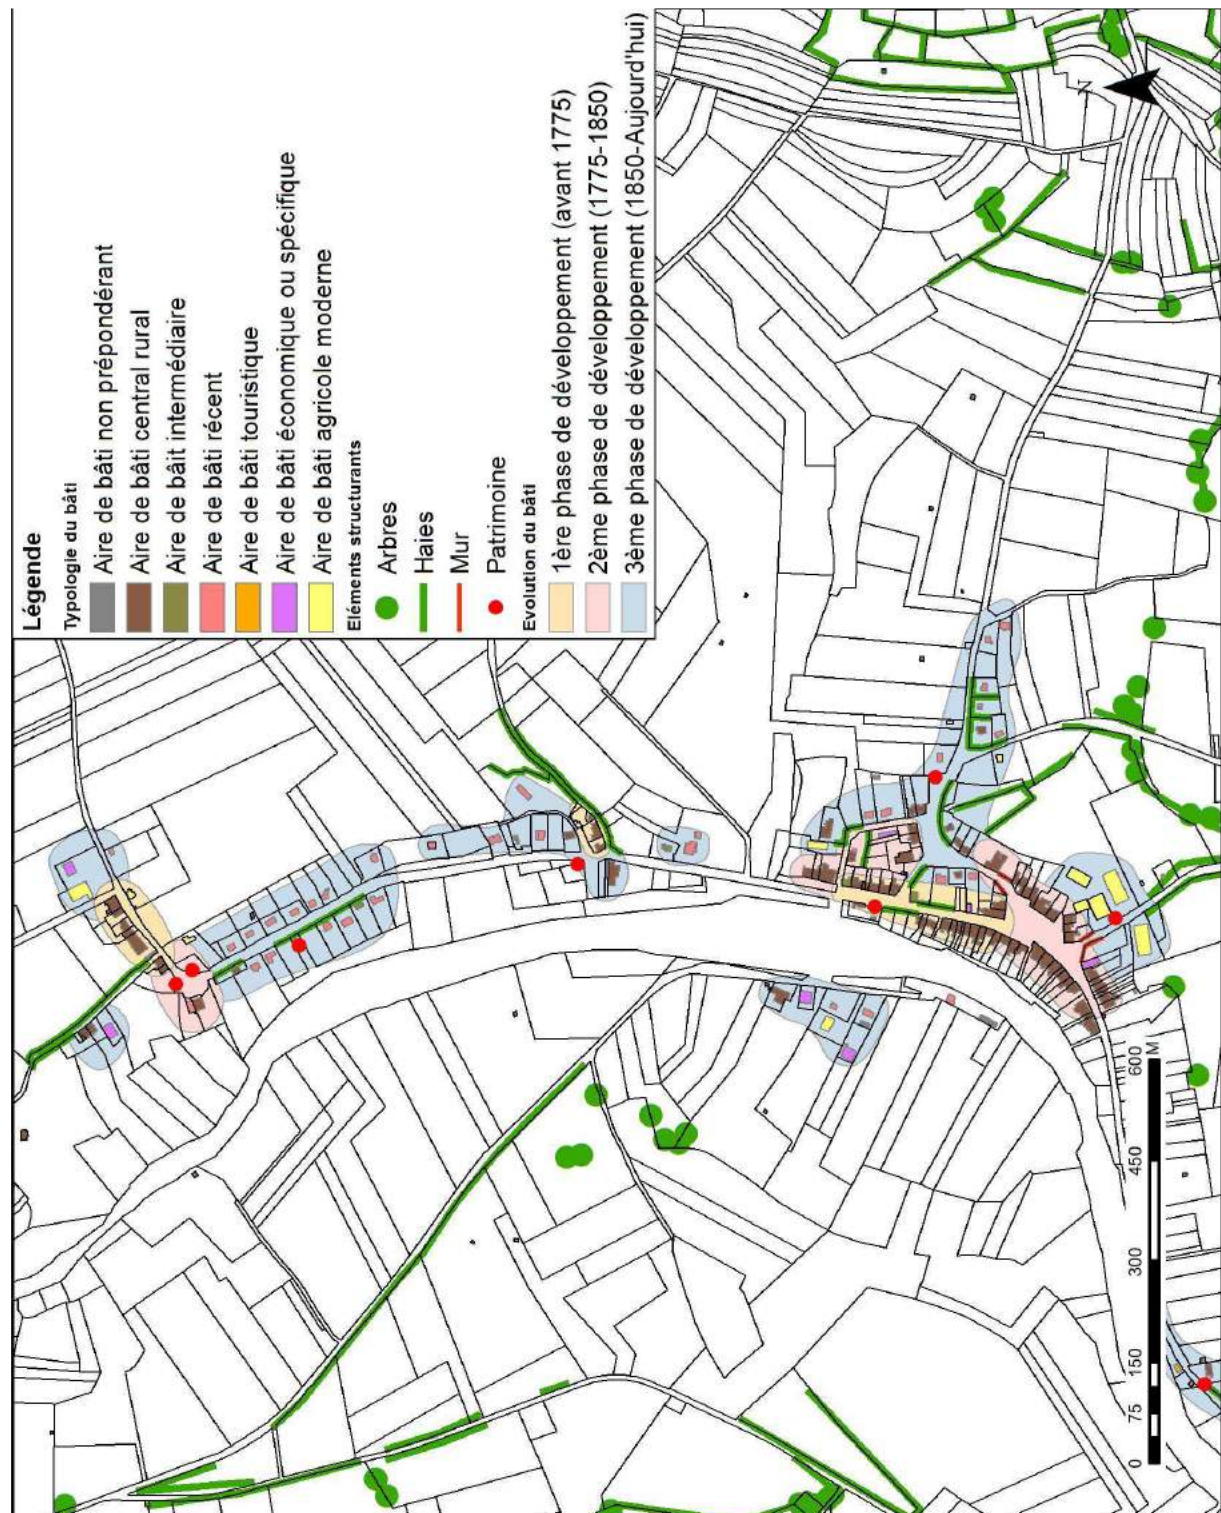 Légende
Typologie du bâti
Aire de bâti non prépondérant
Aire de bâti central rural
Aire de bâit intermédiaire
Aire de bâti récent
Aire de bâti touristique
Aire de bâti économique ou spécifique
Aire de bâti agricole moderne
Eléments structurants
Arbres
Haies
Mur
Patrimoine
Evolution du bâti
1ère phase de développement (avant 1775)
2ème phase de développement (1775-1850)
3ème phase de développement (1850-Aujourd'hui)
N
0 75 150 300 450 600
M